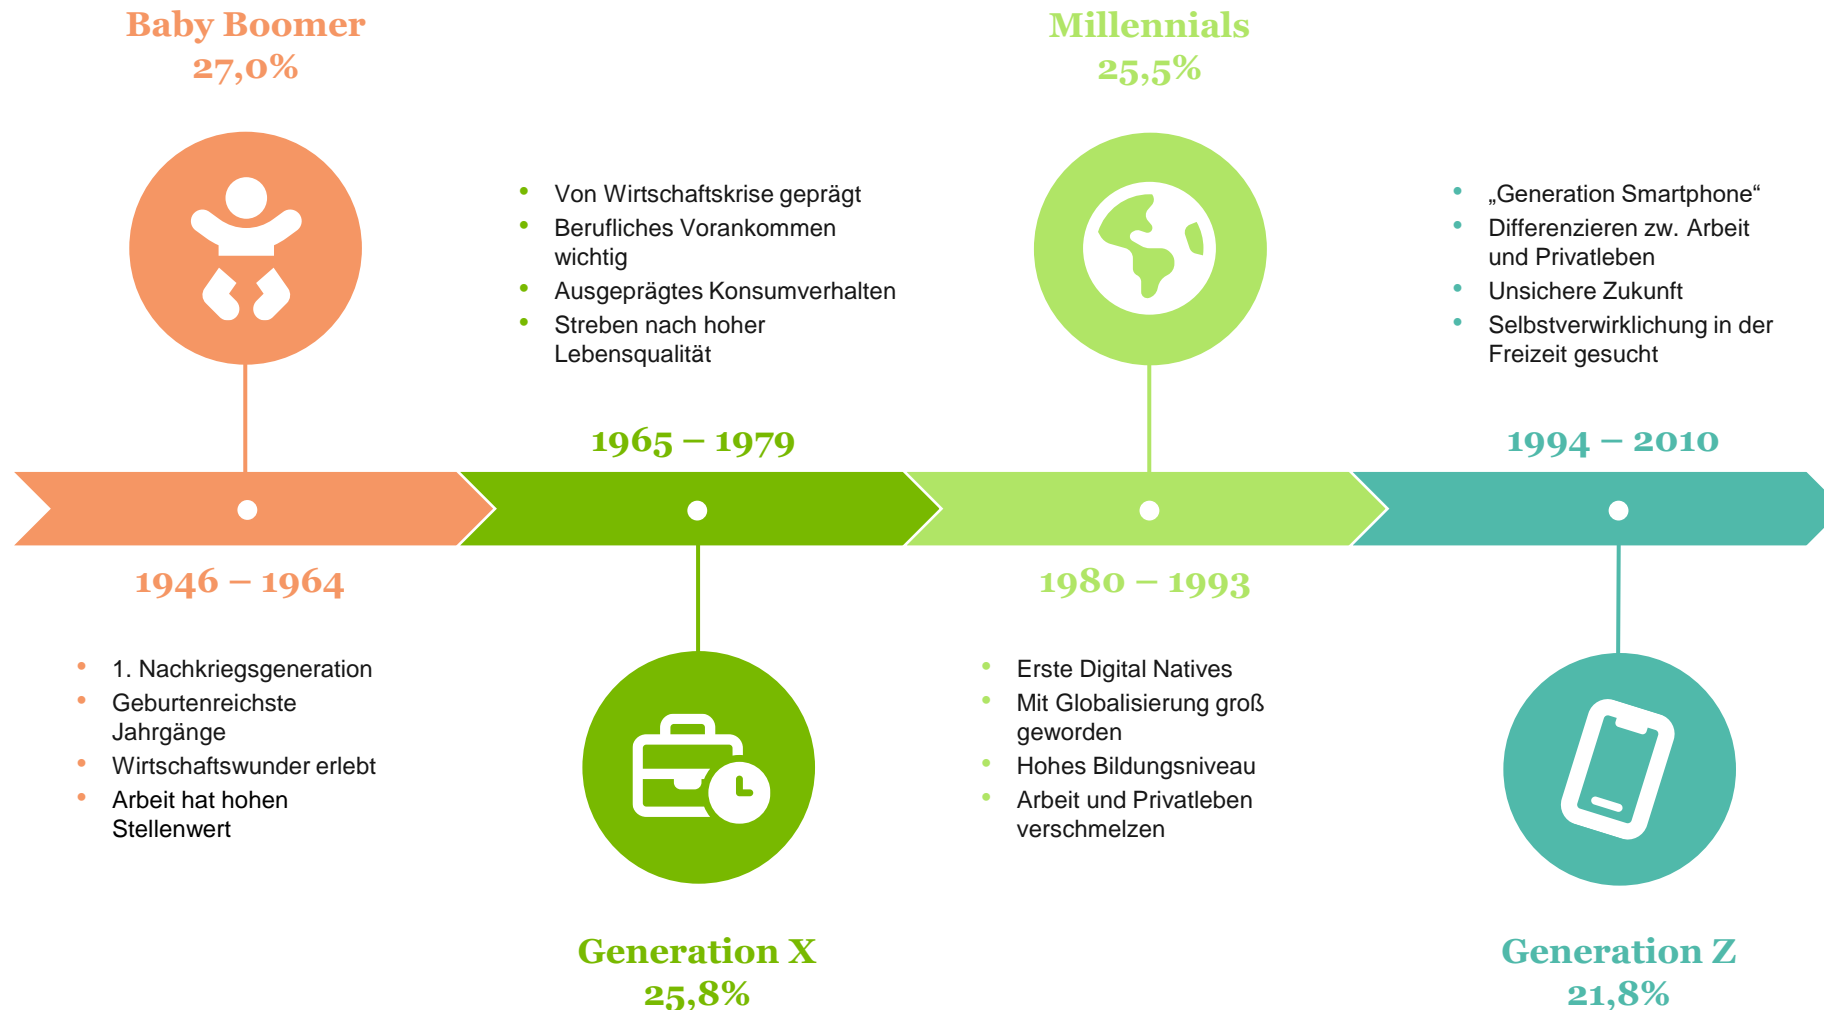 Baby Boomer
27,0%
1946 – 1964
• 1. Nachkriegsgeneration
• Geburtenreichste
Jahrgänge
• Wirtschaftswunder erlebt
• Arbeit hat hohen
Stellenwert
• Von Wirtschaftskrise geprägt
• Berufliches Vorankommen
wichtig
• Ausgeprägtes Konsumverhalten
• Streben nach hoher
Lebensqualität
1965 – 1979
Generation X
25,8%
Millennials
25,5%
1980 – 1993
• Erste Digital Natives
• Mit Globalisierung groß
geworden
• Hohes Bildungsniveau
• Arbeit und Privatleben
verschmelzen
• „Generation Smartphone“
• Differenzieren zw. Arbeit
und Privatleben
• Unsichere Zukunft
• Selbstverwirklichung in der
Freizeit gesucht
1994 – 2010
Generation Z
21,8%